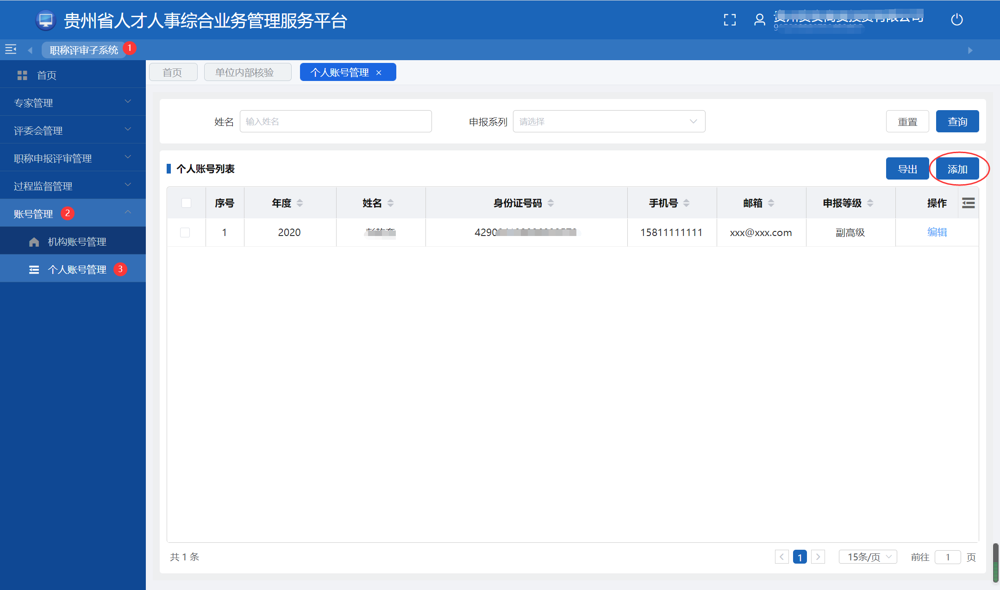 贵州省人才人事综合业务管理服务平台
职称评审子系统 1
首页
专家管理
评委会管理
职称申报评审管理
过程监督管理
账号管理 2
机构账号管理
个人账号管理 3
首页 单位内部核验 个人账号管理 ×
姓名 输入姓名 申报系列 请选择 重置 查询
个人账号列表 导出 添加
序号 年度 姓名 身份证号码 手机号 邮箱 申报等级 操作
1 2020 15811111111 xxx@xxx.com 副高级 编辑
共 1 条 1 15条/页 前往 1 页